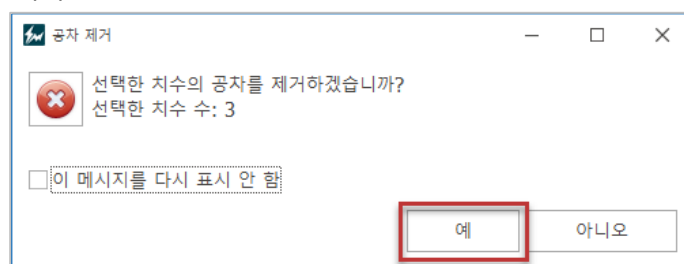 공차 제거
선택한 치수의 공차를 제거하겠습니까?
선택한 치수 수: 3
이 메시지를 다시 표시 안 함
예
아니오